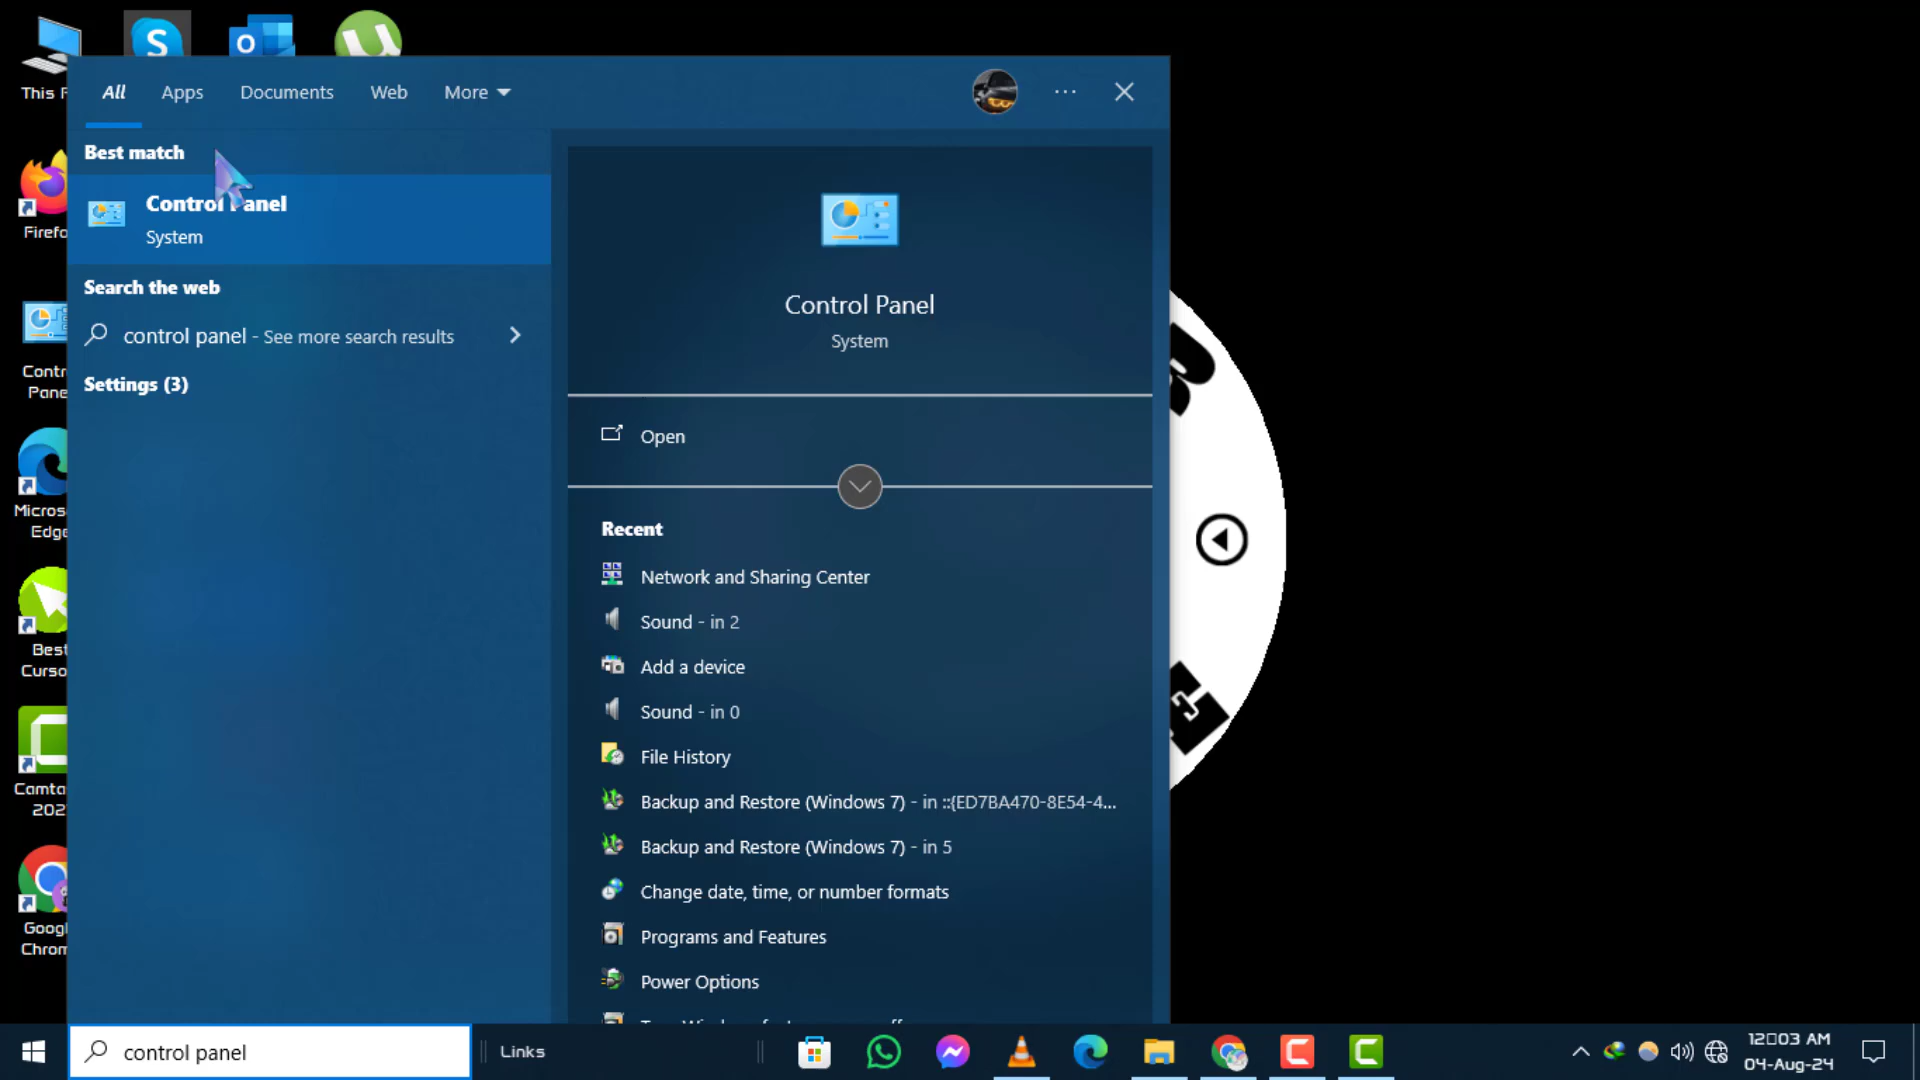 All Apps Documents Web More
Best match
Control Panel
System
Search the web
control panel - See more search results
Settings (3)
Control Panel
System
Open
Recent
Network and Sharing Center
Sound - in 2
Add a device
Sound - in 0
File History
Backup and Restore (Windows 7) - in ::{ED7BA470-8E54-4...
Backup and Restore (Windows 7) - in 5
Change date, time, or number formats
Programs and Features
Power Options
This
Firefo
Contr
Pane
Micros
Edge
Best
Curso
Camta
202
Googl
Chrom
control panel
Links
12▯03 AM
04-Aug-24